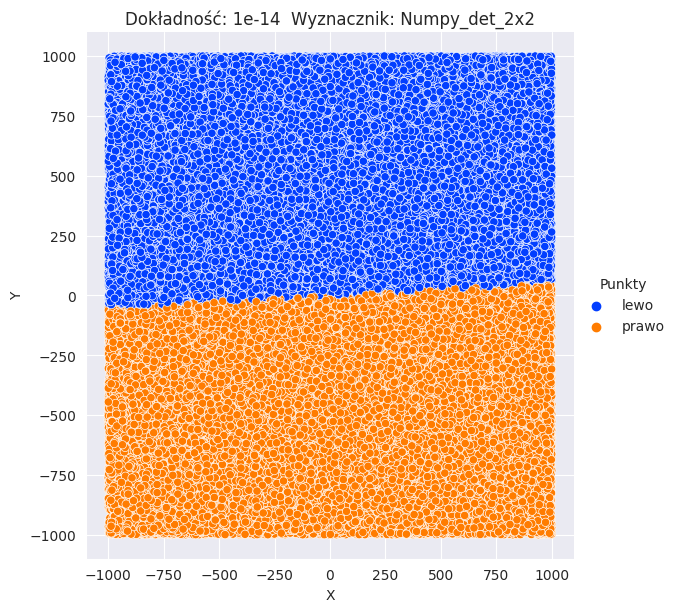 Dokładność: 1e-14  Wyznacznik: Numpy_det_2x2
1000
750
500
250
0
−250
−500
−750
−1000
Y
−1000 −750 −500 −250 0 250 500 750 1000
X
Punkty
lewo
prawo